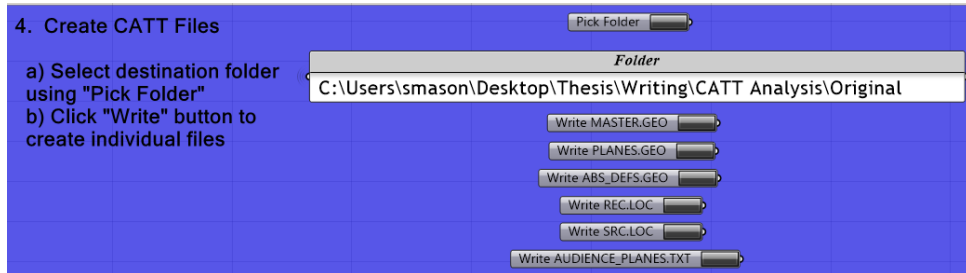 4. Create CATT Files
Pick Folder
a) Select destination folder
using "Pick Folder"
b) Click "Write" button to
create individual files
Folder
C:\Users\smason\Desktop\Thesis\Writing\CATT Analysis\Original
Write MASTER.GEO
Write PLANES.GEO
Write ABS_DEFS.GEO
Write REC.LOC
Write SRC.LOC
Write AUDIENCE_PLANES.TXT